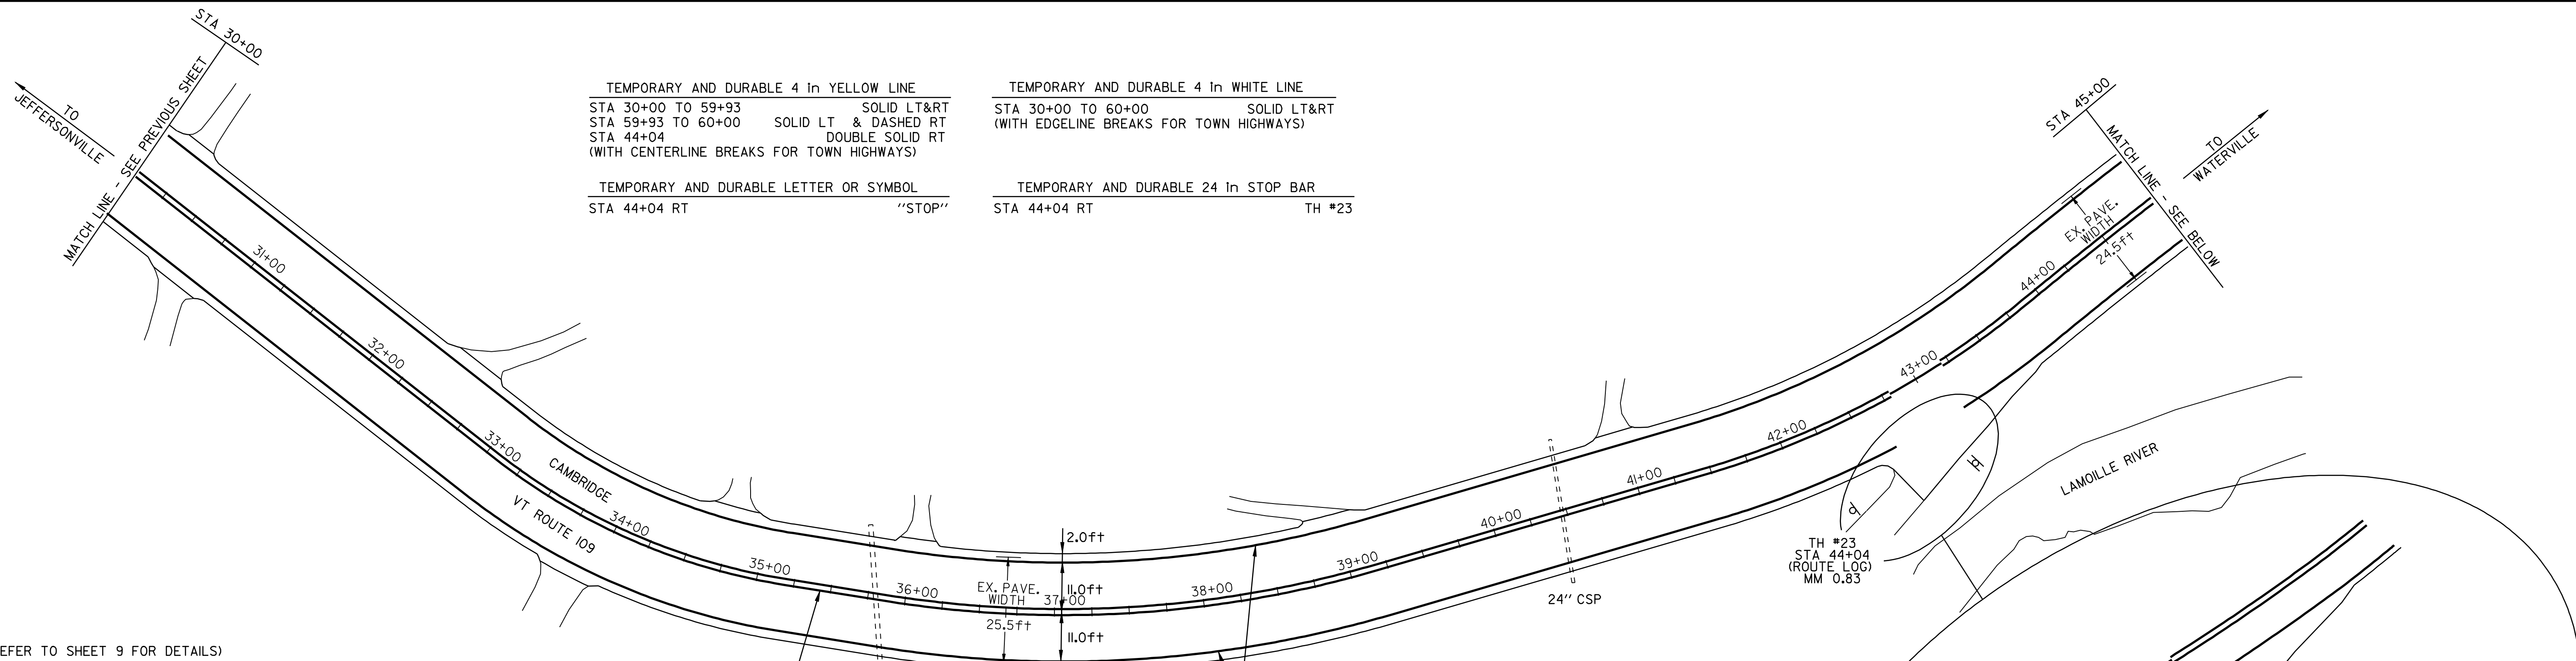 STA 30+00
MATCH LINE - SEE PREVIOUS SHEET
TO
JEFFERSONVILLE
TEMPORARY AND DURABLE 4 in YELLOW LINE
STA 30+00 TO 59+93 SOLID LT&RT
STA 59+93 TO 60+00 SOLID LT & DASHED RT
STA 44+04 DOUBLE SOLID RT
(WITH CENTERLINE BREAKS FOR TOWN HIGHWAYS)
TEMPORARY AND DURABLE 4 in WHITE LINE
STA 30+00 TO 60+00 SOLID LT&RT
(WITH EDGELINE BREAKS FOR TOWN HIGHWAYS)
TEMPORARY AND DURABLE LETTER OR SYMBOL
STA 44+04 RT "STOP"
TEMPORARY AND DURABLE 24 in STOP BAR
STA 44+04 RT TH #23
STA 45+00
MATCH LINE - SEE BELOW
TO
WATERVILLE
31+00
32+00
33+00
CAMBRIDGE
VT ROUTE 109
34+00
35+00
36+00
EX. PAVE.
WIDTH
25.5ft
37+00
2.0ft
11.0ft
11.0ft
38+00
39+00
40+00
41+00
42+00
43+00
44+00
EX. PAVE.
WIDTH
24.5ft
24" CSP
TH #23
STA 44+04
(ROUTE LOG)
MM 0.83
LAMOILLE RIVER
EFER TO SHEET 9 FOR DETAILS)